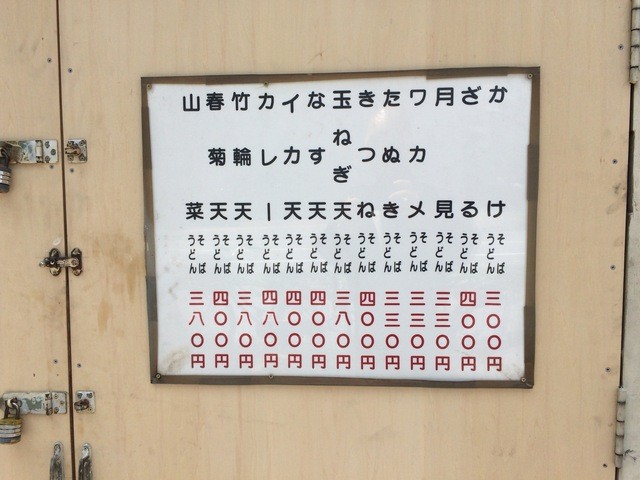 かけ そば うどん 三〇〇円
ざる そば うどん 四〇〇円
月見 そば うどん 三三〇円
ワカメ そば うどん 三三〇円
たぬき そば うどん 三三〇円
きつね そば うどん 四〇〇円
玉ねぎ天 そば うどん 三八〇円
なす天 そば うどん 四〇〇円
イカ天 そば うどん 四〇〇円
カレー そば うどん 四八〇円
竹輪天 そば うどん 三八〇円
春菊天 そば うどん 四〇〇円
山菜 そば うどん 三八〇円